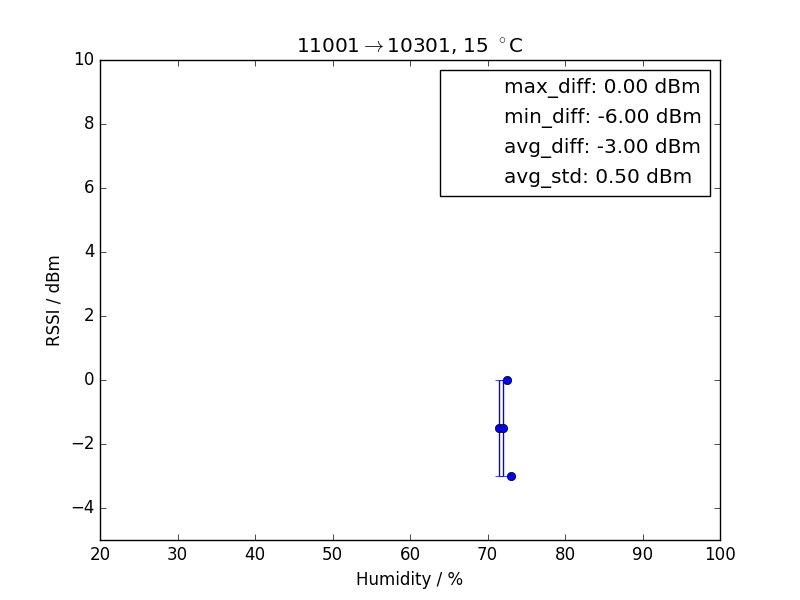 11001→10301, 15 °C
max_diff: 0.00 dBm
min_diff: -6.00 dBm
avg_diff: -3.00 dBm
avg_std: 0.50 dBm
RSSI / dBm
10
8
6
4
2
0
−2
−4
20 30 40 50 60 70 80 90 100
Humidity / %